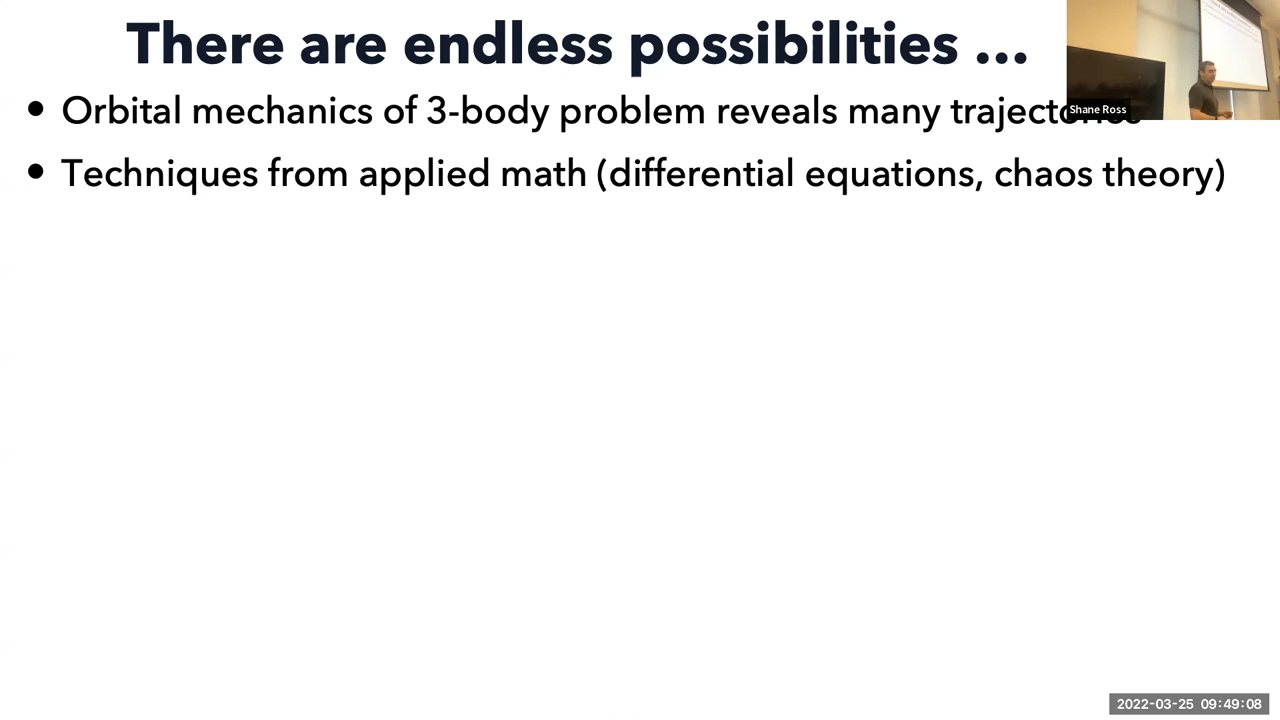 There are endless possibilities ...
• Orbital mechanics of 3-body problem reveals many
• Techniques from applied math (differential equations, chaos theory)
Shane Ross
2022-03-25 09:49:08